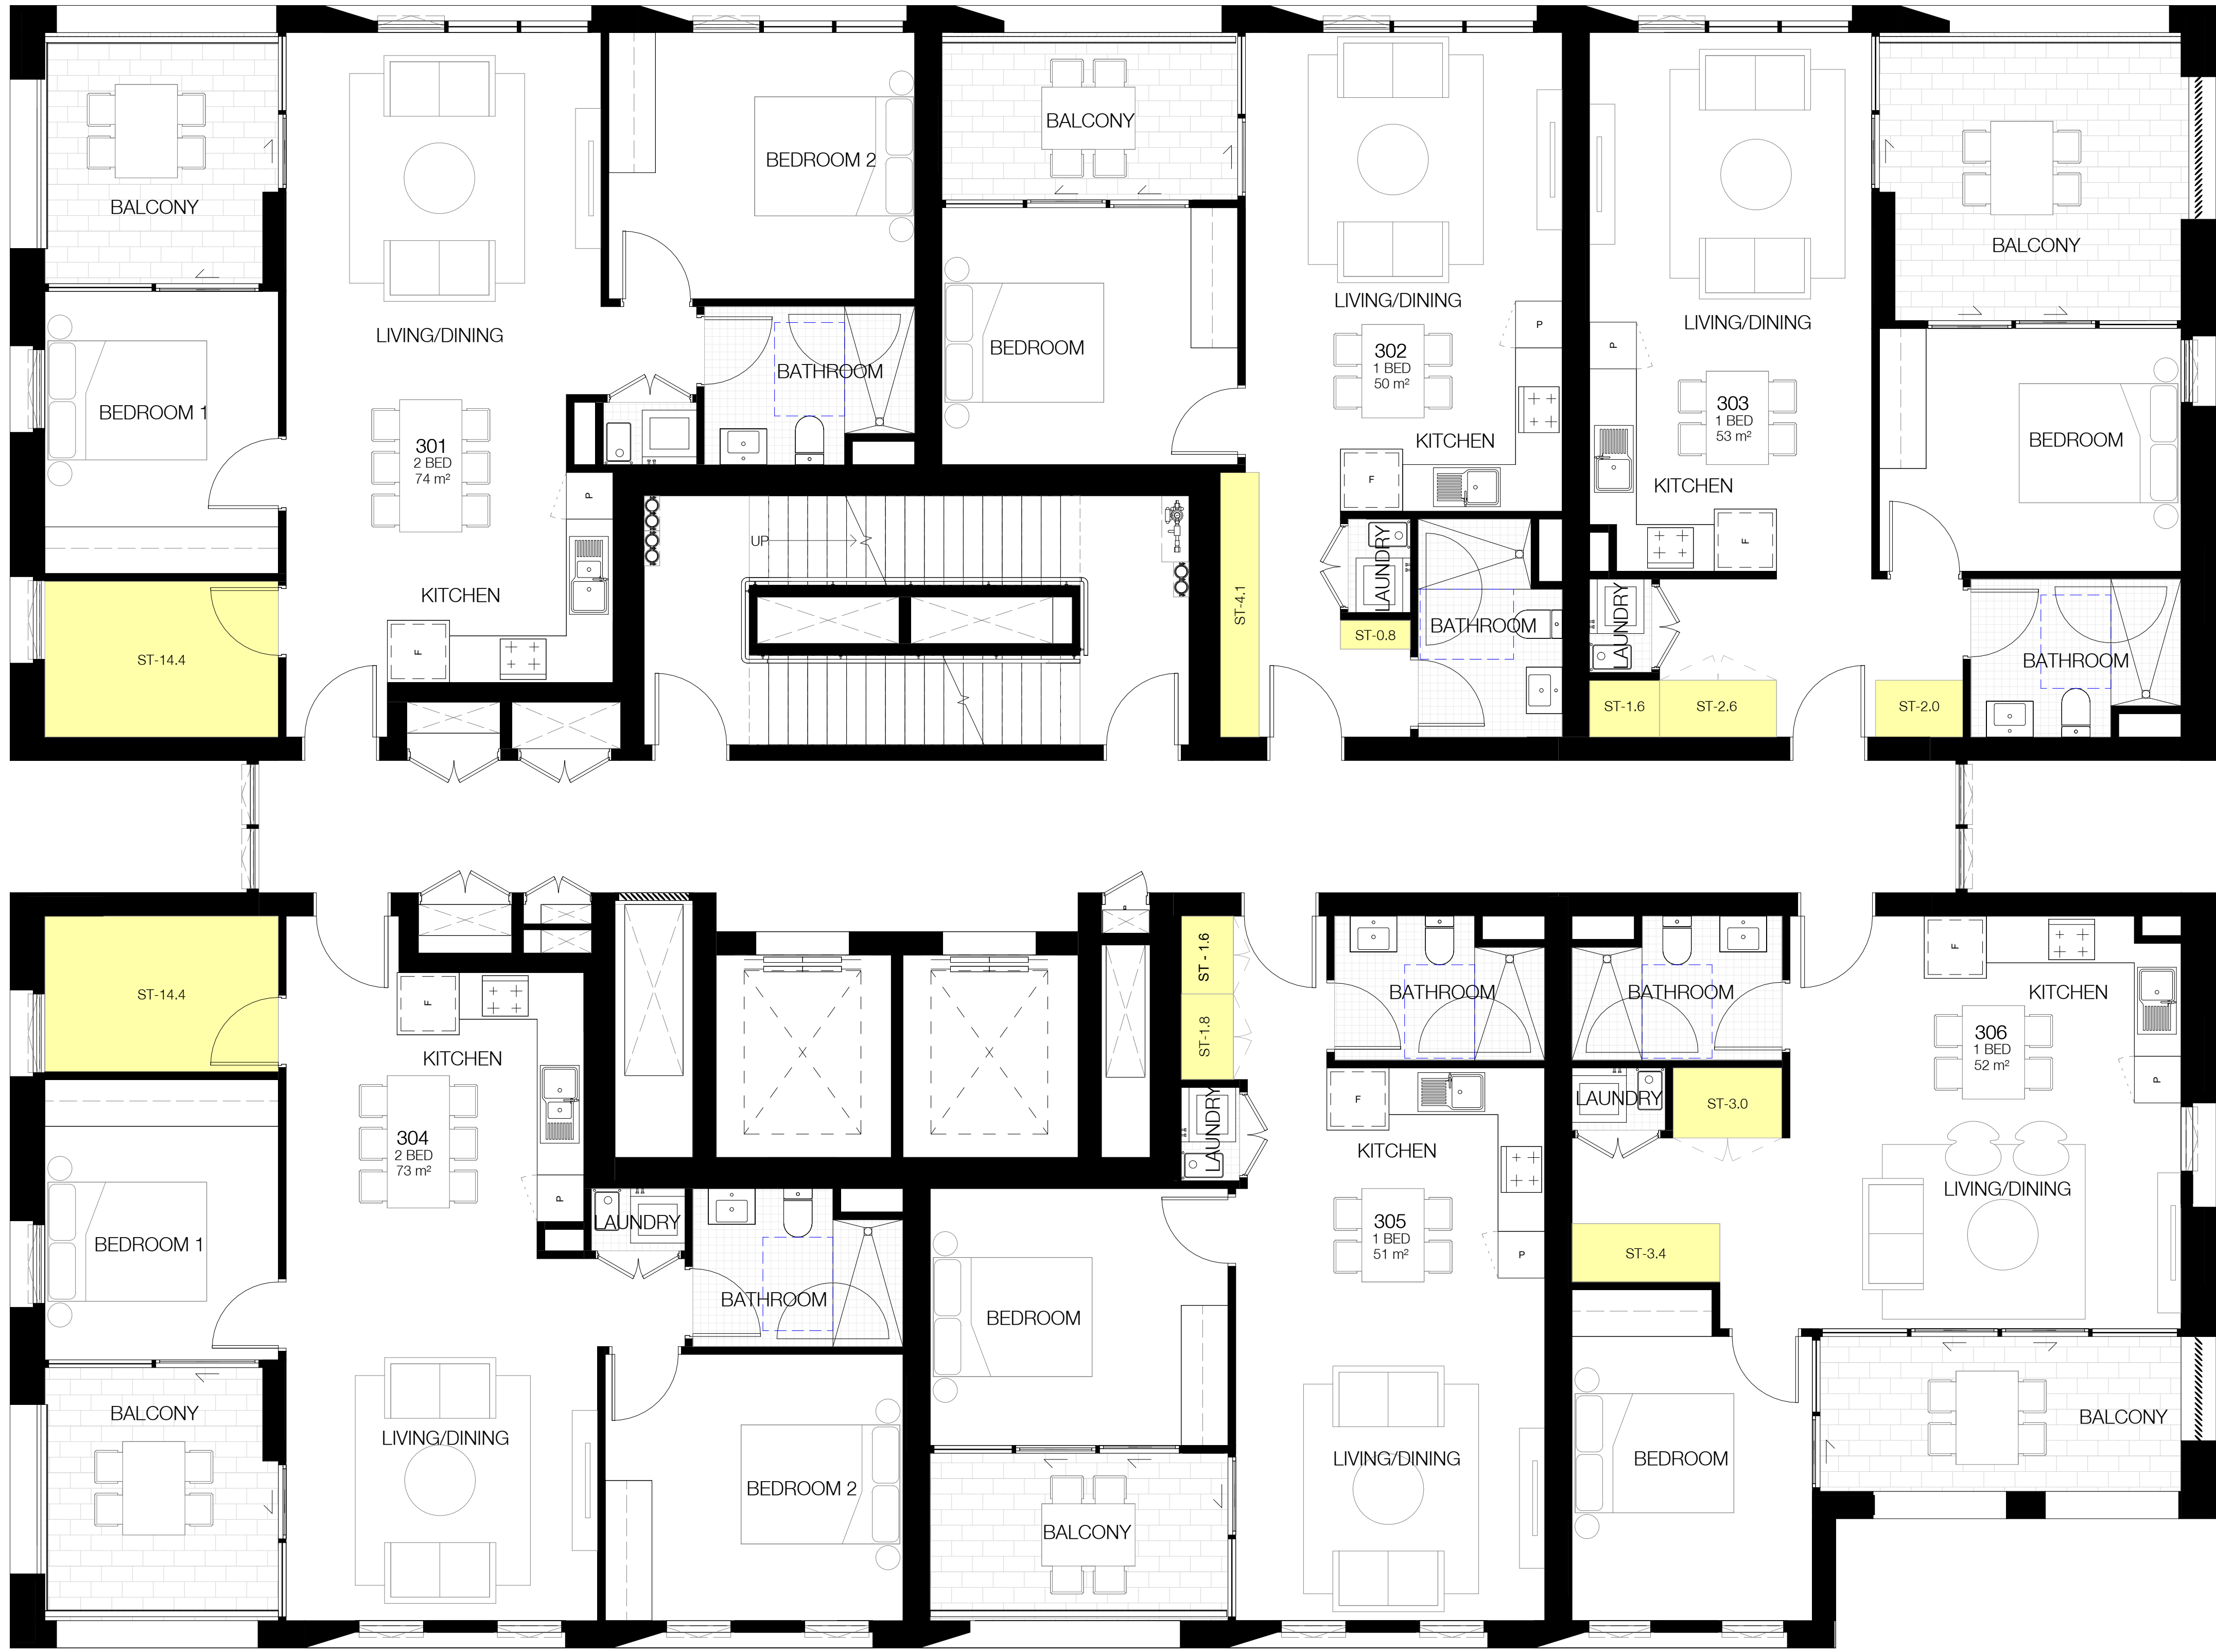 BALCONY
LIVING/DINING
BEDROOM 2
BATHROOM
BEDROOM 1
301
2 BED
74 m²
P
KITCHEN
F
ST-14.4
UP
BALCONY
BEDROOM
LIVING/DINING
P
302
1 BED
50 m²
KITCHEN
F
LAUNDRY
ST-4.1
ST-0.8
BATHROOM
LIVING/DINING
BALCONY
P
303
1 BED
53 m²
BEDROOM
KITCHEN
F
LAUNDRY
BATHROOM
ST-1.6
ST-2.6
ST-2.0
ST-14.4
F
KITCHEN
304
2 BED
73 m²
P
LAUNDRY
BEDROOM 1
BATHROOM
BALCONY
LIVING/DINING
BEDROOM 2
X
X
ST - 1.6
ST-1.8
BATHROOM
LAUNDRY
F
KITCHEN
305
1 BED
51 m²
P
BEDROOM
LIVING/DINING
BALCONY
BATHROOM
F
KITCHEN
306
1 BED
52 m²
P
LAUNDRY
ST-3.0
LIVING/DINING
ST-3.4
BALCONY
BEDROOM